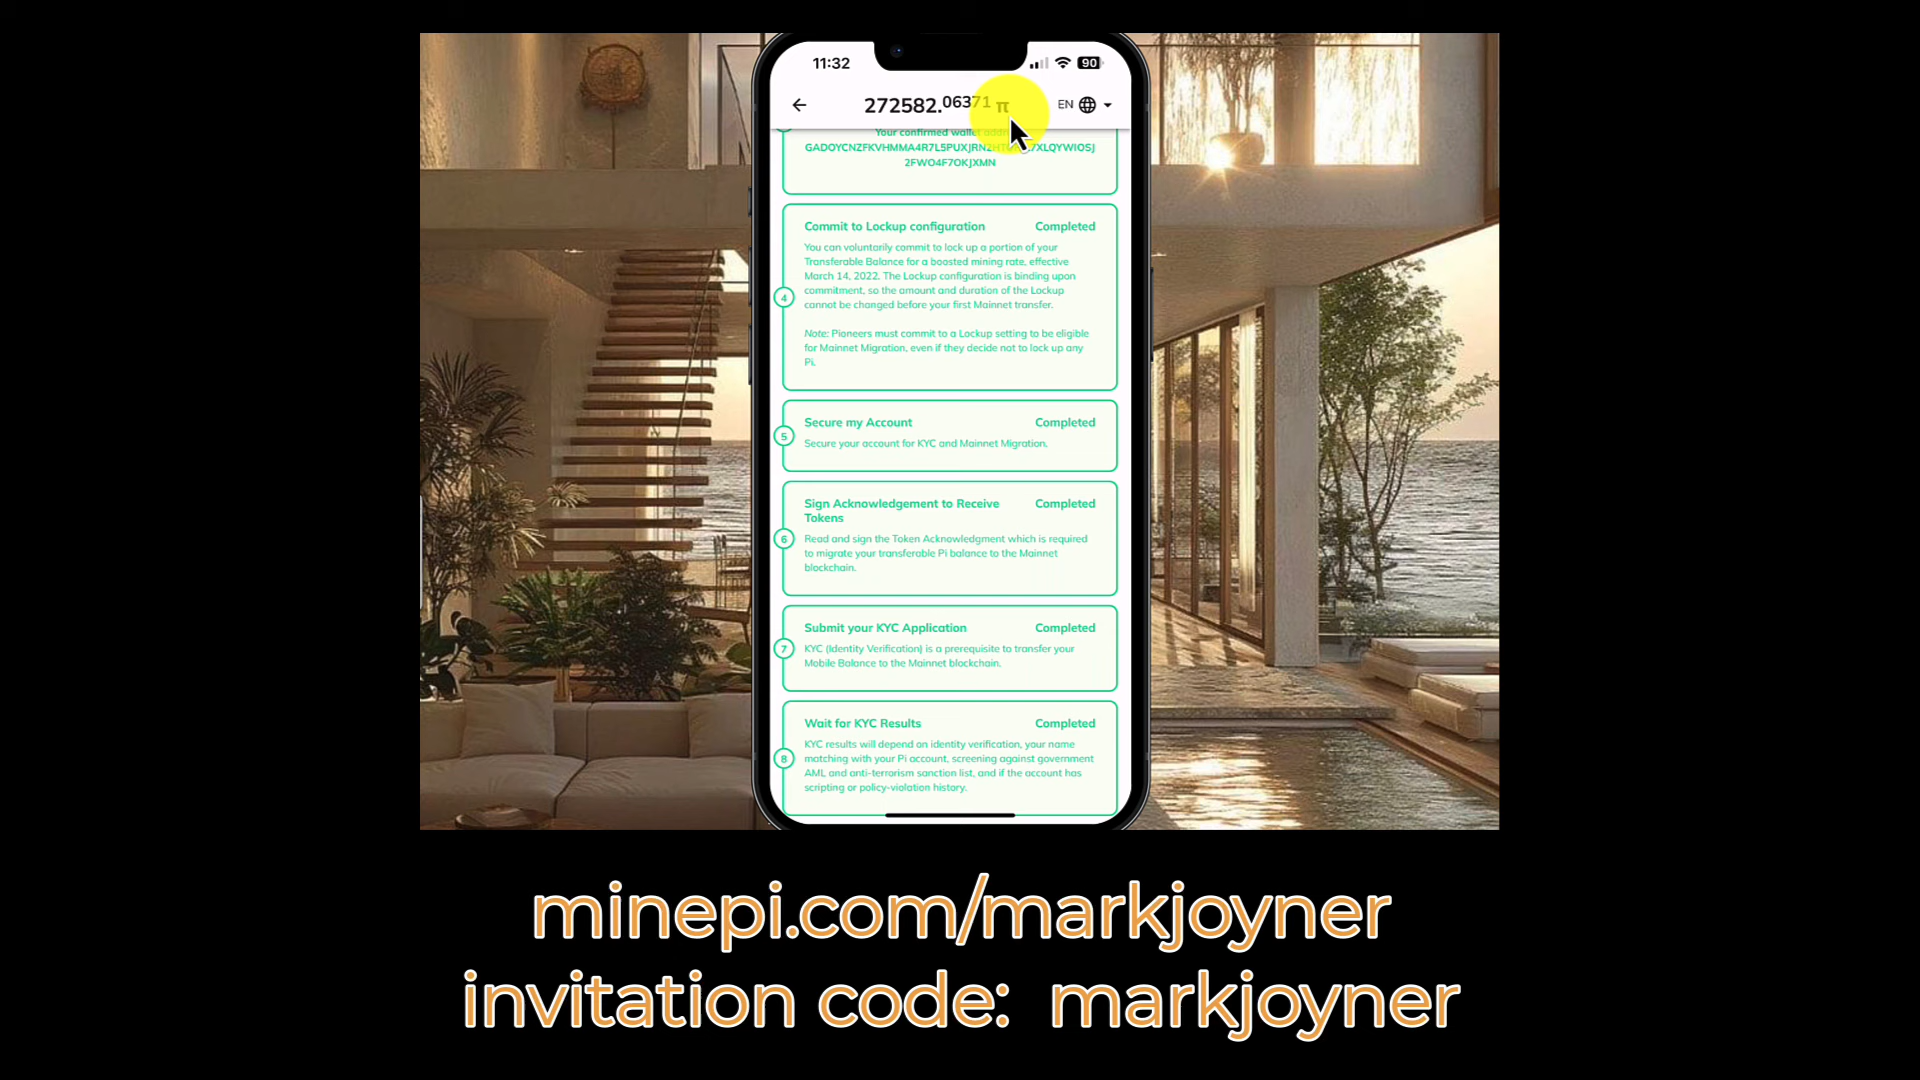 11:32
90
272582.06371 π
EN
Your confirmed wallet
GADOYCNZFKVHMMA4R7L5PUXJRN2HT
2FWO4F7OKJXMN
Commit to Lockup configuration Completed
You can voluntarily commit to lock up a portion of your
Transferable Balance for a boosted mining rate, effective
March 14, 2022. The Lockup configuration is binding upon
commitment, so the amount and duration of the Lockup
4
cannot be changed before your first Mainnet transfer.
Note: Pioneers must commit to a Lockup setting to be eligible
for Mainnet Migration, even if they decide not to lock up any
Pi.
Secure my Account Completed
5
Secure your account for KYC and Mainnet Migration.
Sign Acknowledgement to Receive Completed
Tokens
6
Read and sign the Token Acknowledgment which is required
to migrate your transferable Pi balance to the Mainnet
blockchain.
Submit your KYC Application Completed
7
KYC (Identity Verification) is a prerequisite to transfer your
Mobile Balance to the Mainnet blockchain.
Wait for KYC Results Completed
KYC results will depend on identity verification, your name
8
matching with your Pi account, screening against government
AML and anti-terrorism sanction list, and if the account has
scripting or policy-violation history.
minepi.com/markjoyner
invitation code: markjoyner